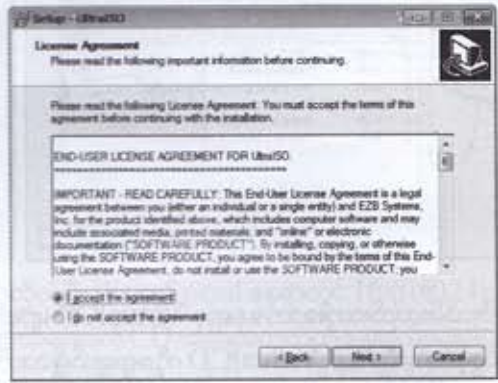 Setup - UltraISO
License Agreement
Please read the following important information before continuing.
Please read the following License Agreement. You must accept the terms of this
agreement before continuing with the installation.
END-USER LICENSE AGREEMENT FOR UltraISO
IMPORTANT - READ CAREFULLY: This End-User License Agreement is a legal
agreement between you (either an individual or a single entity) and EZB Systems,
Inc. for the product identified above, which includes computer software and may
include associated media, printed materials, and "online" or electronic
documentation ("SOFTWARE PRODUCT"). By installing, copying, or otherwise
using the SOFTWARE PRODUCT, you agree to be bound by the terms of this End-
User License Agreement, do not install or use the SOFTWARE PRODUCT, you
I accept the agreement
I do not accept the agreement
< Back
Next >
Cancel